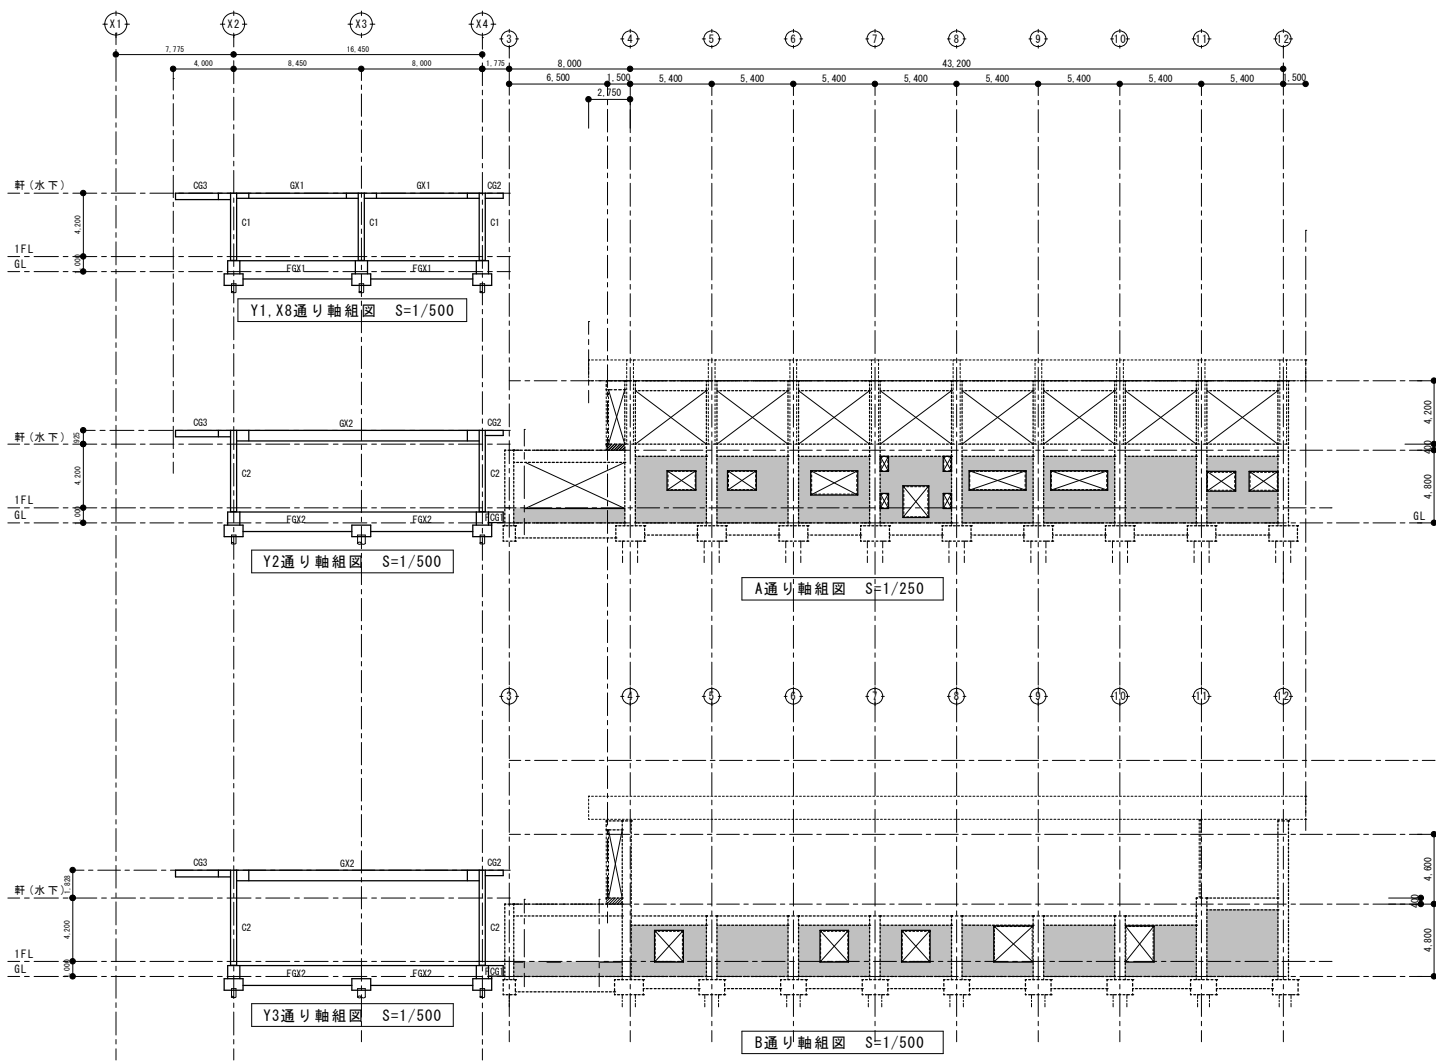 X1 X2 X3 X4 3 4 5 6 7 8 9 10 11 12
7,775 16,450
4,000 8,450 8,000 1,775 8,000 43,200
6,500 1,500 5,400 5,400 5,400 5,400 5,400 5,400 5,400 5,400 1,500
2,750
軒(水下)
CG3 GX1 GX1 CG2
4,200
C1 C1 C1
1FL
GL
FGX1 FGX1
Y1,X8通り軸組図 S=1/500
CG3 GX2 CG2
軒(水下)
925
4,200
C2 C2
1FL
GL
FGX2 FGX2 FCG1
Y2通り軸組図 S=1/500
4,200
400
4,800
GL
A通り軸組図 S=1/250
3 4 5 6 7 8 9 10 11 12
CG3 GX2 CG2
軒(水下)
1,828
4,200
C2 C2
1FL
GL
FGX2 FGX2 FCG1
Y3通り軸組図 S=1/500
4,600
400
4,800
B通り軸組図 S=1/500